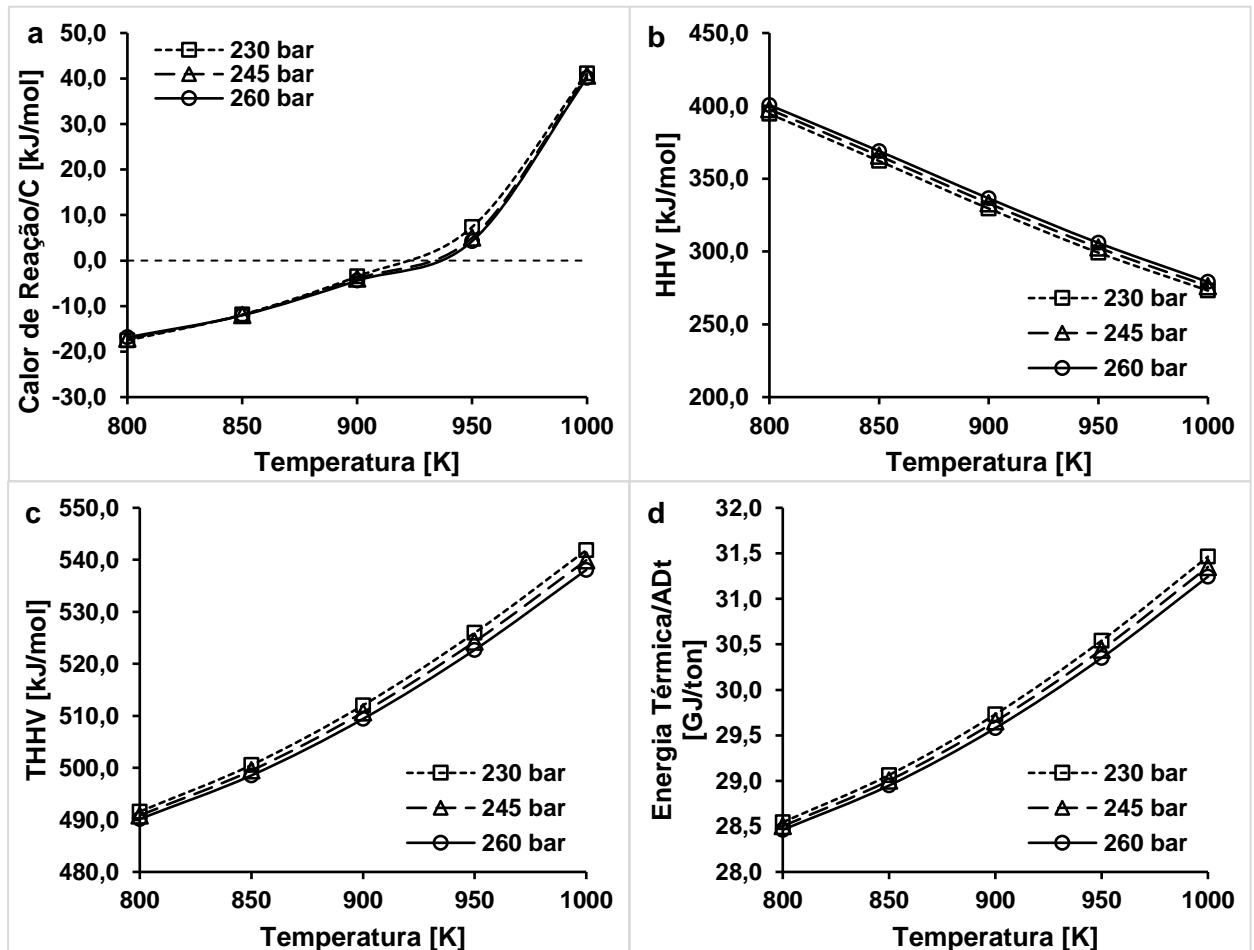 a
50,0
40,0
30,0
20,0
10,0
0,0
-10,0
-20,0
-30,0
Calor de Reação/C [kJ/mol]
230 bar
245 bar
260 bar
800 850 900 950 1000
Temperatura [K]
b
450,0
400,0
350,0
300,0
250,0
200,0
HHV [kJ/mol]
230 bar
245 bar
260 bar
800 850 900 950 1000
Temperatura [K]
c
550,0
540,0
530,0
520,0
510,0
500,0
490,0
480,0
THHV [kJ/mol]
230 bar
245 bar
260 bar
800 850 900 950 1000
Temperatura [K]
d
32,0
31,5
31,0
30,5
30,0
29,5
29,0
28,5
28,0
Energia Térmica/ADt
[GJ/ton]
230 bar
245 bar
260 bar
800 850 900 950 1000
Temperatura [K]